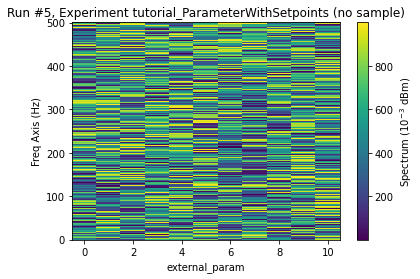 Run #5, Experiment tutorial_ParameterWithSetpoints (no sample)
500
400
300
200
100
0
Freq Axis (Hz)
0 2 4 6 8 10
external_param
800
600
400
200
Spectrum (10⁻³ dBm)